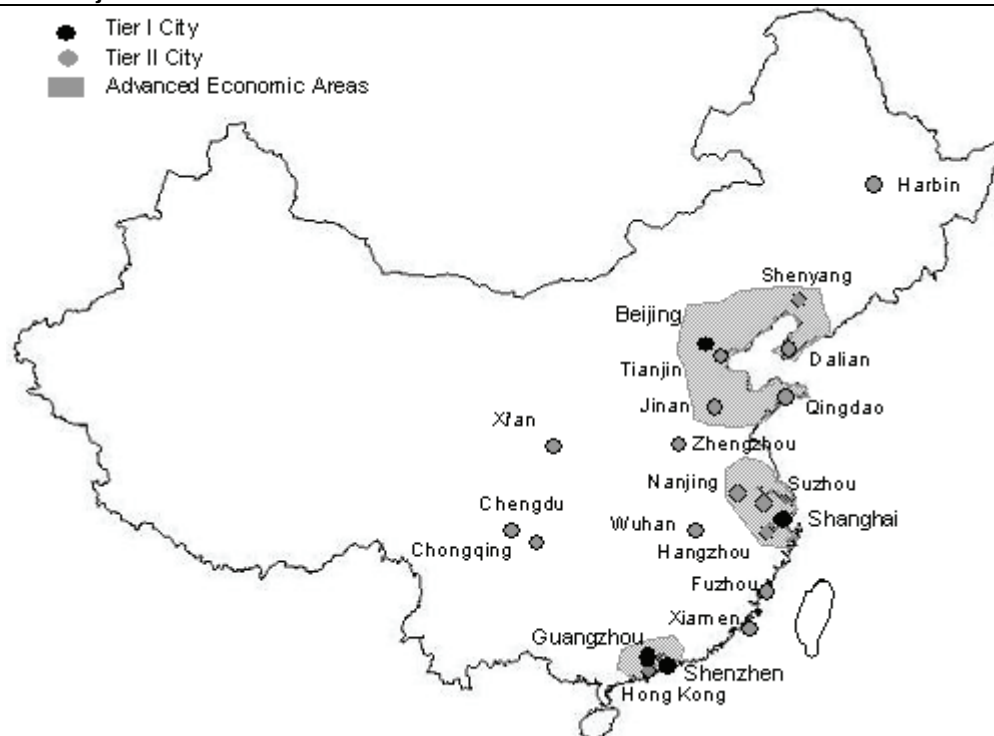 Tier I City
Tier II City
Advanced Economic Areas
Harbin
Shenyang
Beijing
Tianjin
Dalian
Jinan
Qingdao
Xi'an
Zhengzhou
Nanjing
Suzhou
Chengdu
Wuhan
Shanghai
Chongqing
Hangzhou
Fuzhou
Xiamen
Guangzhou
Shenzhen
Hong Kong